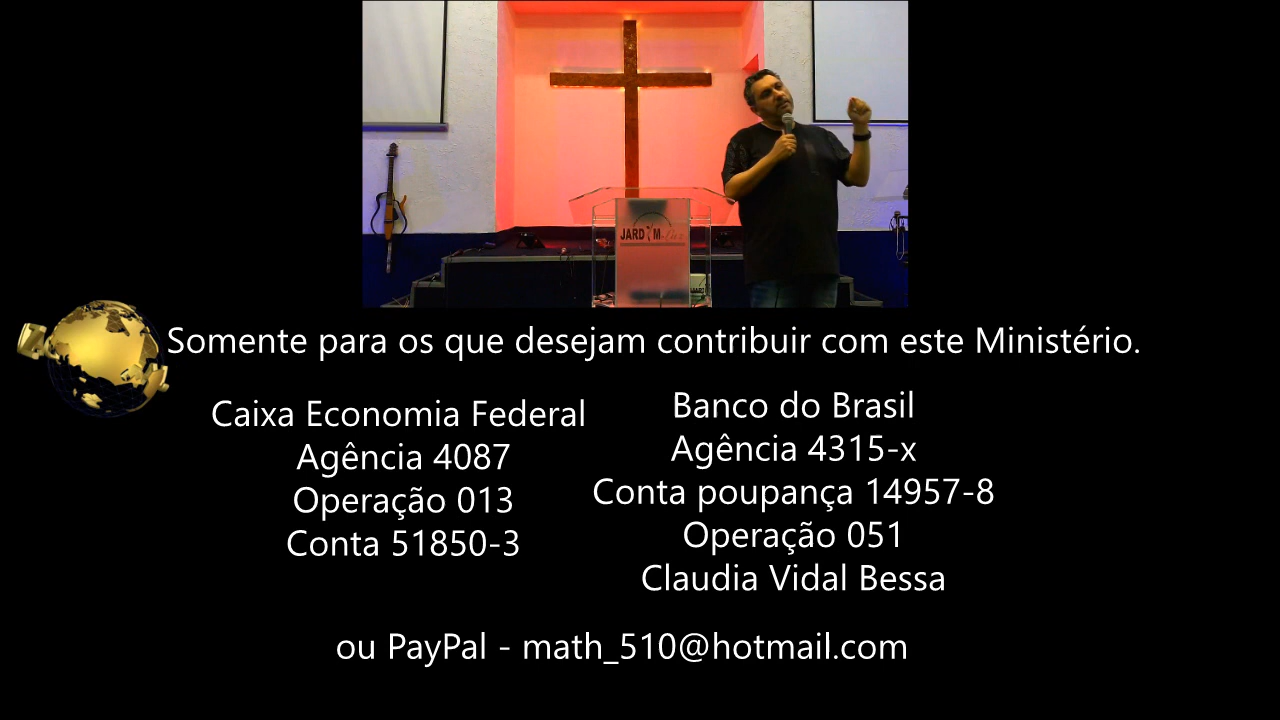 JARDIM
Somente para os que desejam contribuir com este Ministério.
Caixa Economia Federal
Agência 4087
Operação 013
Conta 51850-3
Banco do Brasil
Agência 4315-x
Conta poupança 14957-8
Operação 051
Claudia Vidal Bessa
ou PayPal - math_510@hotmail.com